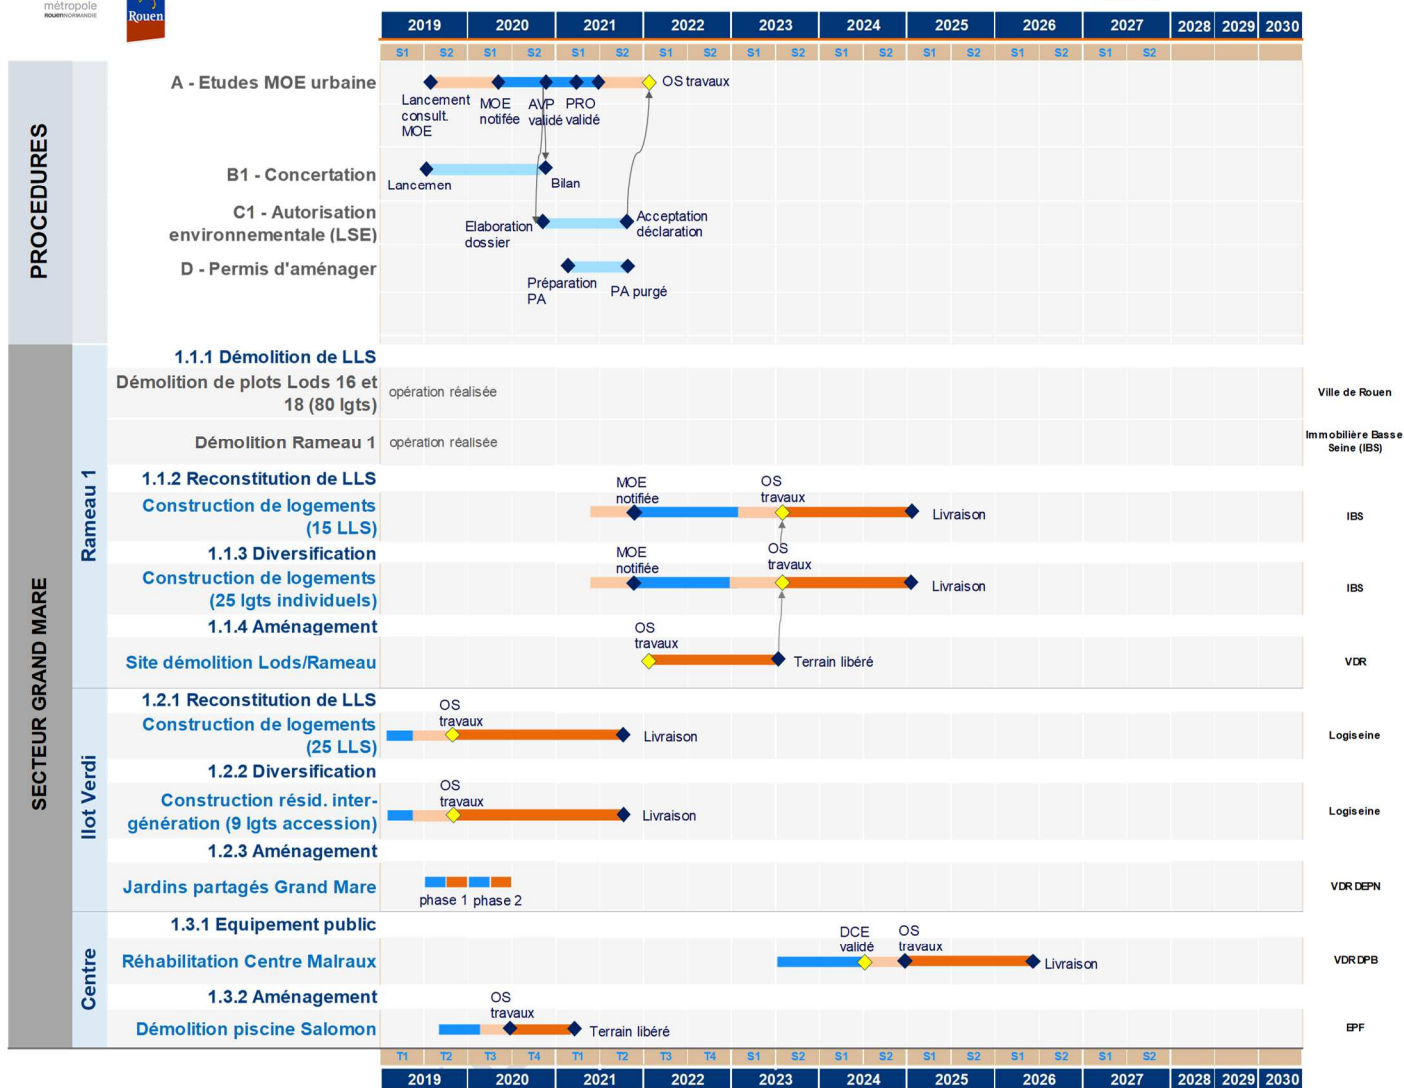 métropole
ROUENNORMANDIE
Rouen
2019 2020 2021 2022 2023 2024 2025 2026 2027 2028 2029 2030
S1 S2 S1 S2 S1 S2 S1 S2 S1 S2 S1 S2 S1 S2 S1 S2 S1 S2
PROCEDURES
A - Etudes MOE urbaine
Lancement
consult.
MOE
MOE
notifiée
AVP
validé
PRO
validé
OS travaux
B1 - Concertation
Lancemen
Bilan
C1 - Autorisation
environnementale (LSE)
Elaboration
dossier
Acceptation
déclaration
D - Permis d'aménager
Préparation
PA
PA purgé
SECTEUR GRAND MARE
Rameau 1
1.1.1 Démolition de LLS
Démolition de plots Lods 16 et
18 (80 lgts)
opération réalisée
Ville de Rouen
Démolition Rameau 1
opération réalisée
Immobilière Basse
Seine (IBS)
1.1.2 Reconstitution de LLS
Construction de logements
(15 LLS)
MOE
notifiée
OS
travaux
Livraison
IBS
1.1.3 Diversification
Construction de logements
(25 lgts individuels)
MOE
notifiée
OS
travaux
Livraison
IBS
1.1.4 Aménagement
Site démolition Lods/Rameau
OS
travaux
Terrain libéré
VDR
Ilot Verdi
1.2.1 Reconstitution de LLS
Construction de logements
(25 LLS)
OS
travaux
Livraison
Logiseine
1.2.2 Diversification
Construction résid. inter-
génération (9 lgts accession)
OS
travaux
Livraison
Logiseine
1.2.3 Aménagement
Jardins partagés Grand Mare
phase 1 phase 2
VDR DEPN
Centre
1.3.1 Equipement public
Réhabilitation Centre Malraux
DCE
validé
OS
travaux
Livraison
VDR DPB
1.3.2 Aménagement
Démolition piscine Salomon
OS
travaux
Terrain libéré
EPF
T1 T2 T3 T4 T1 T2 T3 T4 S1 S2 S1 S2 S1 S2 S1 S2 S1 S2
2019 2020 2021 2022 2023 2024 2025 2026 2027 2028 2029 2030